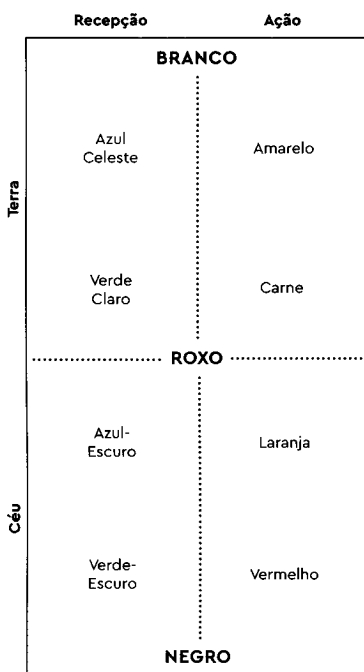 Recepção Ação
BRANCO
Azul
Celeste
Amarelo
Terra
Verde
Claro
Carne
ROXO
Azul-
Escuro
Laranja
Céu
Verde-
Escuro
Vermelho
NEGRO